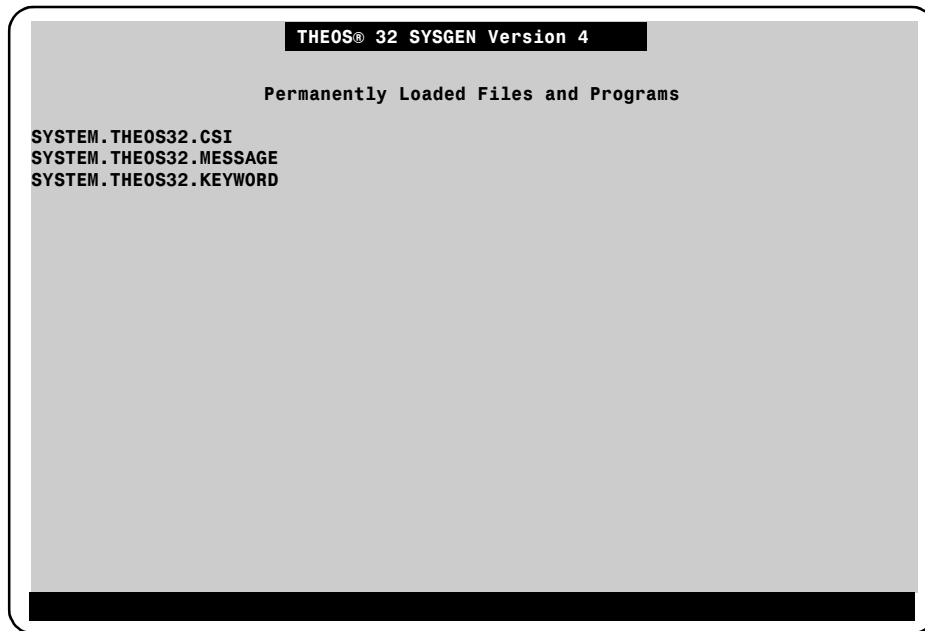 THEOS® 32 SYSGEN Version 4
Permanently Loaded Files and Programs
SYSTEM.THEOS32.CSI
SYSTEM.THEOS32.MESSAGE
SYSTEM.THEOS32.KEYWORD